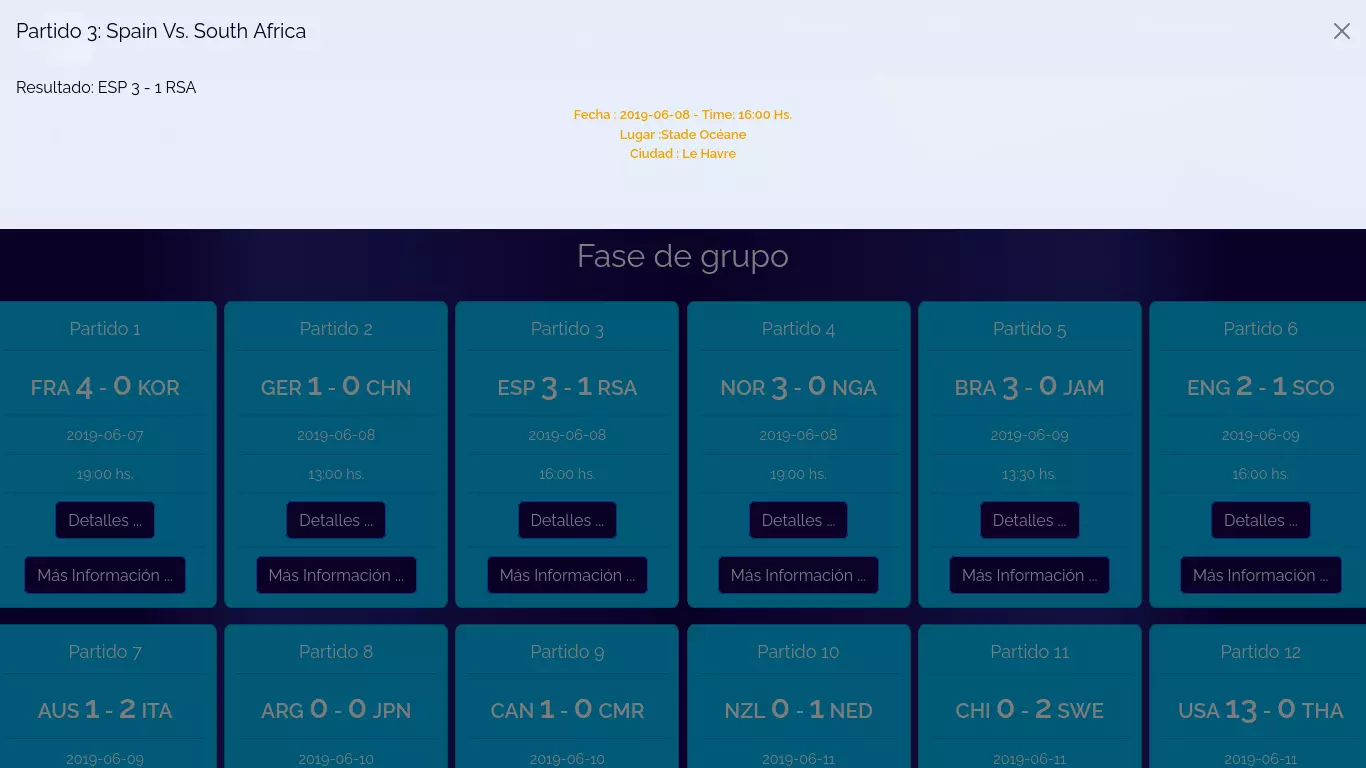 Partido 3: Spain Vs. South Africa
Resultado: ESP 3 - 1 RSA
Fecha : 2019-06-08 - Time: 16:00 Hs.
Lugar :Stade Océane
Ciudad : Le Havre
Fase de grupo
Partido 1 Partido 2 Partido 3 Partido 4 Partido 5 Partido 6
FRA 4 - 0 KOR GER 1 - 0 CHN ESP 3 - 1 RSA NOR 3 - 0 NGA BRA 3 - 0 JAM ENG 2 - 1 SCO
2019-06-07 2019-06-08 2019-06-08 2019-06-08 2019-06-09 2019-06-09
19:00 hs. 13:00 hs. 16:00 hs. 19:00 hs. 13:30 hs. 16:00 hs.
Detalles ... Detalles ... Detalles ... Detalles ... Detalles ... Detalles ...
Más Información ... Más Información ... Más Información ... Más Información ... Más Información ... Más Información ...
Partido 7 Partido 8 Partido 9 Partido 10 Partido 11 Partido 12
AUS 1 - 2 ITA ARG 0 - 0 JPN CAN 1 - 0 CMR NZL 0 - 1 NED CHI 0 - 2 SWE USA 13 - 0 THA
2019-06-09 2019-06-10 2019-06-10 2019-06-11 2019-06-11 2019-06-11